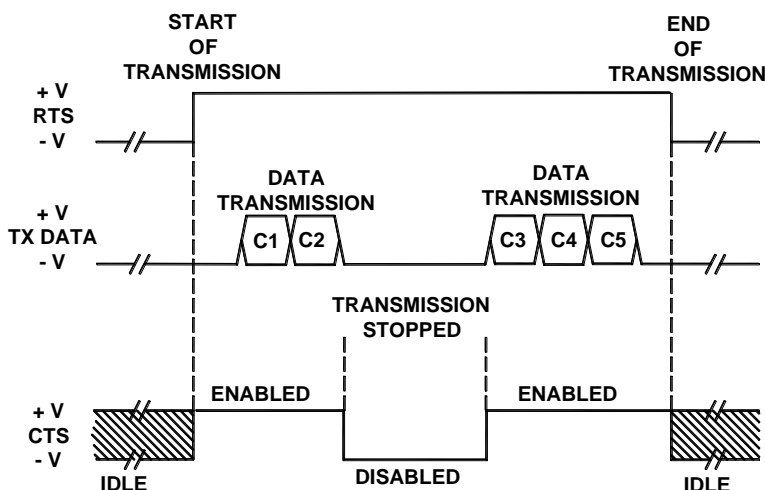 START
OF
TRANSMISSION
END
OF
TRANSMISSION
+ V
RTS
- V
DATA
TRANSMISSION
DATA
TRANSMISSION
+ V
TX DATA
- V
C1
C2
C3
C4
C5
TRANSMISSION
STOPPED
ENABLED
ENABLED
+ V
CTS
- V
IDLE
DISABLED
IDLE